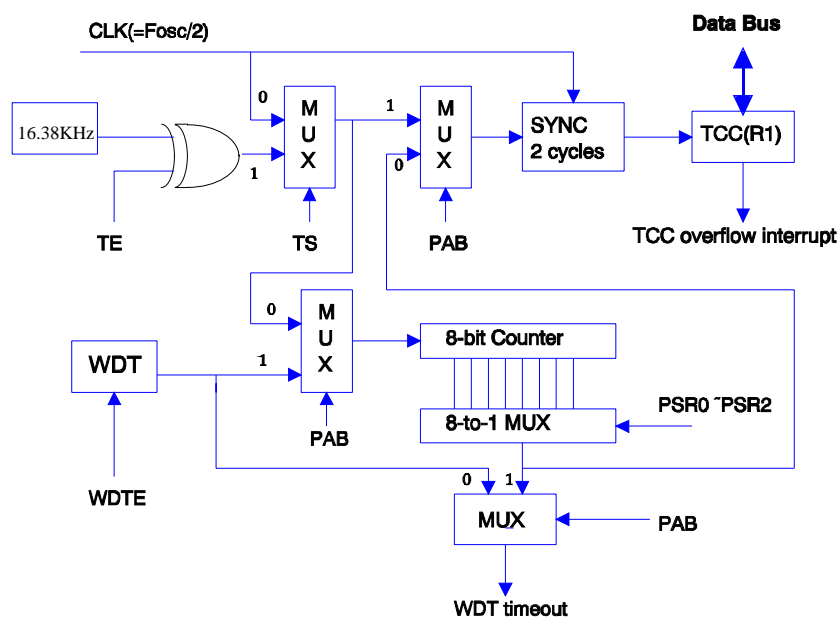 CLK(=Fosc/2)
Data Bus
0
M
U
X
1
M
U
X
16.38KHz
SYNC
2 cycles
TCC(R1)
1
0
TE
TS
PAB
TCC overflow interrupt
0
M
U
X
8-bit Counter
WDT
1
PSR0 ˜PSR2
8-to-1 MUX
PAB
WDTE
0
1
MUX
PAB
WDT timeout